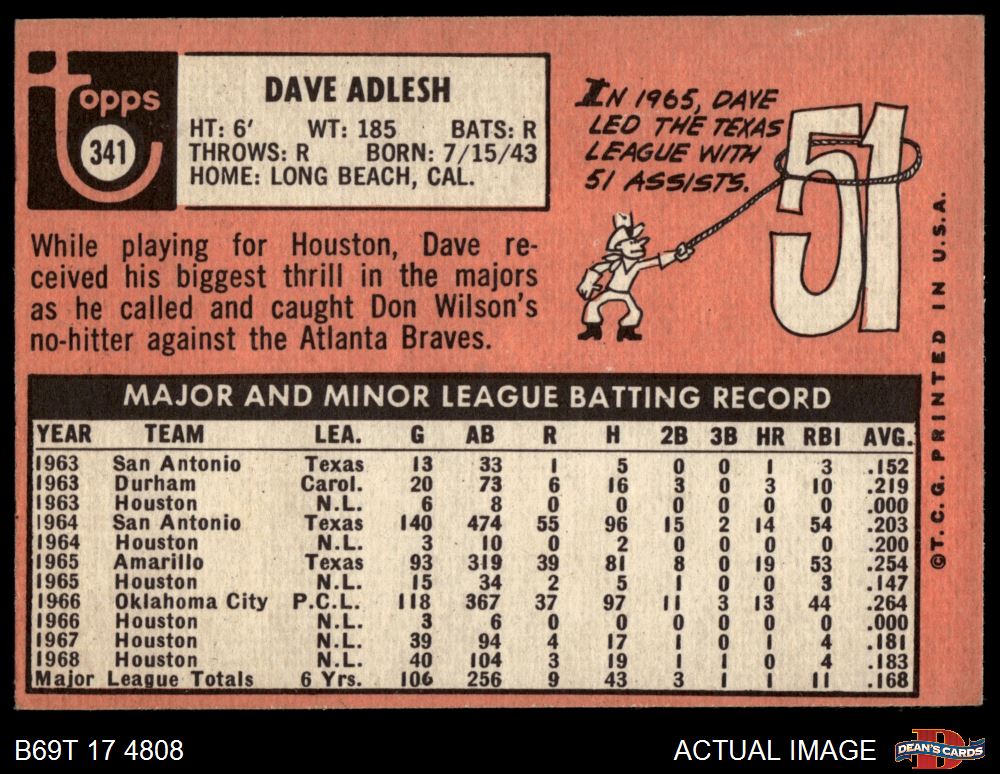 topps
341
DAVE ADLESH
HT: 6' WT: 185 BATS: R
THROWS: R BORN: 7/15/43
HOME: LONG BEACH, CAL.
IN 1965, DAVE
LED THE TEXAS
LEAGUE WITH
51 ASSISTS.
51
While playing for Houston, Dave re-
ceived his biggest thrill in the majors
as he called and caught Don Wilson's
no-hitter against the Atlanta Braves.
MAJOR AND MINOR LEAGUE BATTING RECORD
YEAR TEAM LEA. G AB R H 2B 3B HR RBI AVG.
1963 San Antonio Texas 13 33 1 5 0 0 1 3 .152
1963 Durham Carol. 20 73 6 16 3 0 3 10 .219
1963 Houston N.L. 6 8 0 0 0 0 0 0 .000
1964 San Antonio Texas 140 474 55 96 15 2 14 54 .203
1964 Houston N.L. 3 10 0 2 0 0 0 0 .200
1965 Amarillo Texas 93 319 39 81 8 0 19 53 .254
1965 Houston N.L. 15 34 2 5 1 0 0 3 .147
1966 Oklahoma City P.C.L. 118 367 37 97 11 3 13 44 .264
1966 Houston N.L. 3 6 0 0 0 0 0 0 .000
1967 Houston N.L. 39 94 4 17 1 0 1 4 .181
1968 Houston N.L. 40 104 3 19 1 1 0 4 .183
Major League Totals 6 Yrs. 106 256 9 43 3 1 1 11 .168
©T. C. G. PRINTED IN U.S.A.
B69T 17 4808
ACTUAL IMAGE
D
DEAN'S CARDS